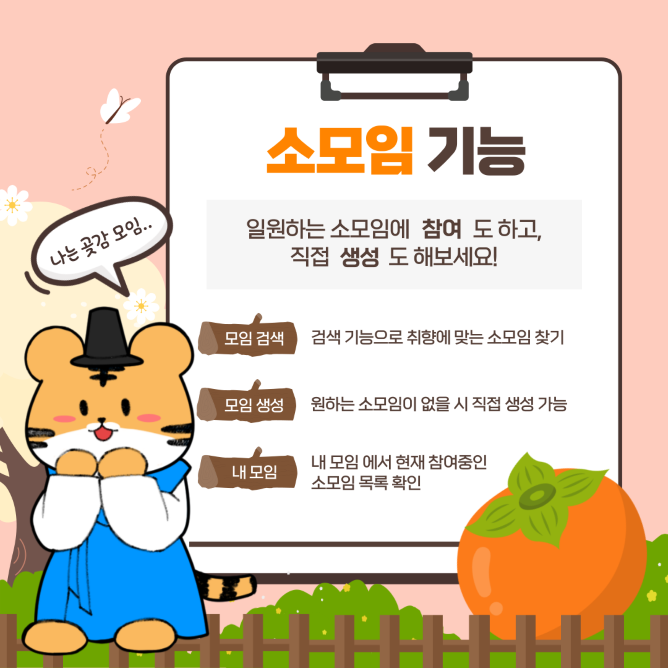 소모임 기능
일원하는 소모임에 참여 도 하고,
직접 생성 도 해보세요!
나는 곶감 모임..
모임 검색 검색 기능으로 취향에 맞는 소모임 찾기
모임 생성 원하는 소모임이 없을 시 직접 생성 가능
내 모임 내 모임 에서 현재 참여중인
소모임 목록 확인